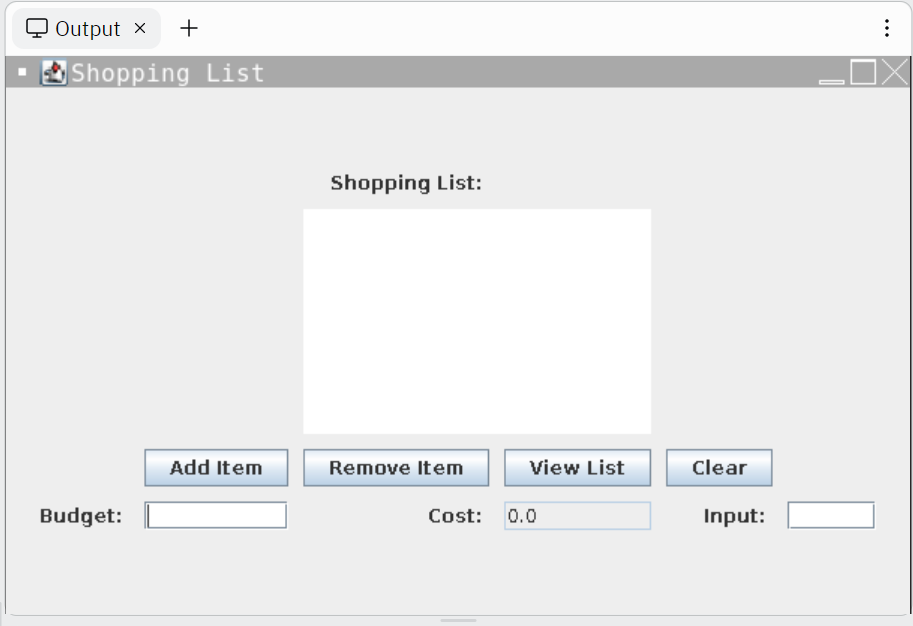 Output
Shopping List
Shopping List:
Add Item Remove Item View List Clear
Budget: Cost: 0.0 Input: